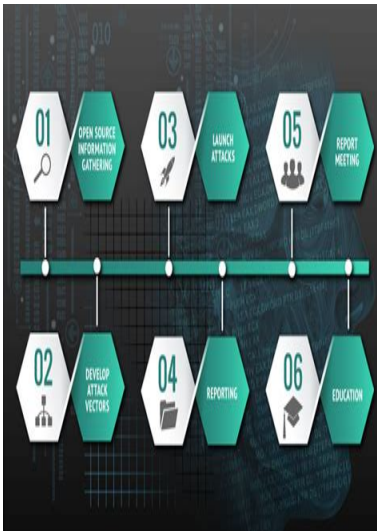 01
OPEN SOURCE
INFORMATION
GATHERING
02
DEVELOP
ATTACK
VECTORS
03
LAUNCH
ATTACKS
04
REPORTING
05
REPORT
MEETING
06
EDUCATION